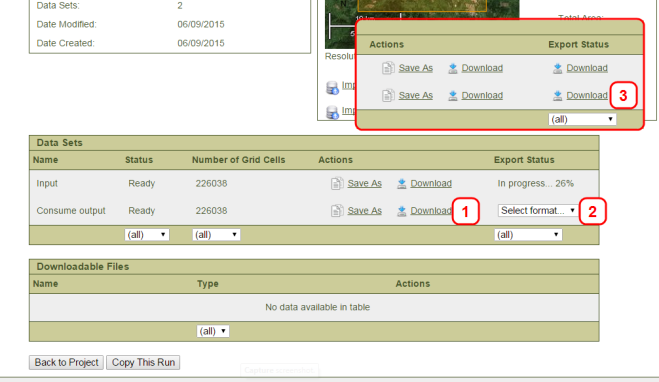 Data Sets: 2
Date Modified: 06/09/2015
Date Created: 06/09/2015
N
10 km
Total Area:
Actions Export Status
Save As Download Download
Save As Download Download 3
(all)
Data Sets
Name Status Number of Grid Cells Actions Export Status
Input Ready 226038 Save As Download In progress... 26%
Consume output Ready 226038 Save As Download 1 Select format... 2
(all) (all) (all)
Downloadable Files
Name Type Actions
No data available in table
(all)
Back to Project Copy This Run